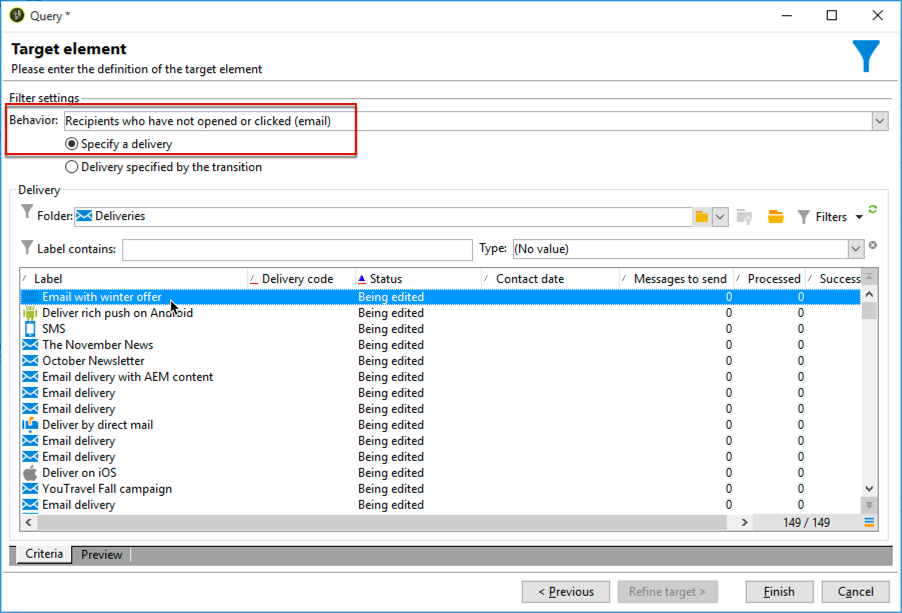 Query *
Target element
Please enter the definition of the target element
Filter settings
Behavior: Recipients who have not opened or clicked (email)
Specify a delivery
Delivery specified by the transition
Delivery
Folder: Deliveries Filters
Label contains: Type: (No value)
Label Delivery code Status Contact date Messages to send Processed Success
Email with winter offer Being edited 0 0
Deliver rich push on Android Being edited 0 0
SMS Being edited 0 0
The November News Being edited 0 0
October Newsletter Being edited 0 0
Email delivery with AEM content Being edited 0 0
Email delivery Being edited 0 0
Email delivery Being edited 0 0
Deliver by direct mail Being edited 0 0
Email delivery Being edited 0 0
Email delivery Being edited 0 0
Deliver on iOS Being edited 0 0
YouTravel Fall campaign Being edited 0 0
Email delivery Being edited 0 0
149 / 149
Criteria Preview
< Previous Refine target > Finish Cancel